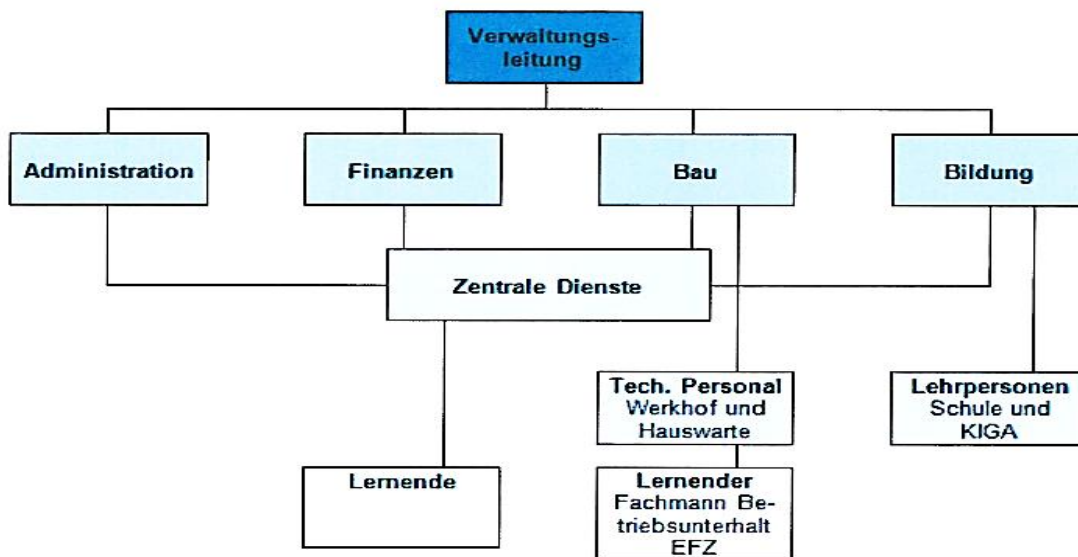 Verwaltungs-
leitung
Administration
Finanzen
Bau
Bildung
Zentrale Dienste
Tech. Personal
Werkhof und
Hauswarte
Lehrpersonen
Schule und
KIGA
Lernende
Lernender
Fachmann Be-
triebsunterhalt
EFZ